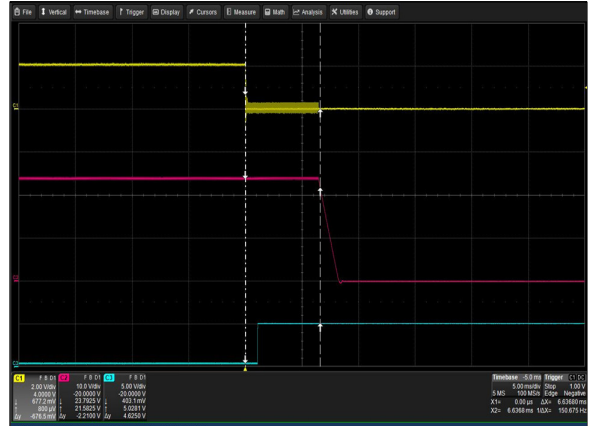 File Vertical Timebase Trigger Display Cursors Measure Math Analysis Utilities Support
C1 F B D1 C2 F B D1 C3 F B D1
2.00 V/div 10.0 V/div 5.00 V/div
4.0000 V -20.0000 V -20.0000 V
677.2 mV 23.7925 V 403.1 mV
800 µV 21.5825 V 5.0281 V
Δy -676.5 mV Δy -2.2100 V Δy 4.6250 V
Timebase -5.0 ms Trigger C1 DC
5.00 ms/div Stop 1.00 V
5 MS 100 MS/s Edge Negative
X1= 0.00 µs ΔX= 6.63680 ms
X2= 6.6368 ms 1/ΔX= 150.675 Hz